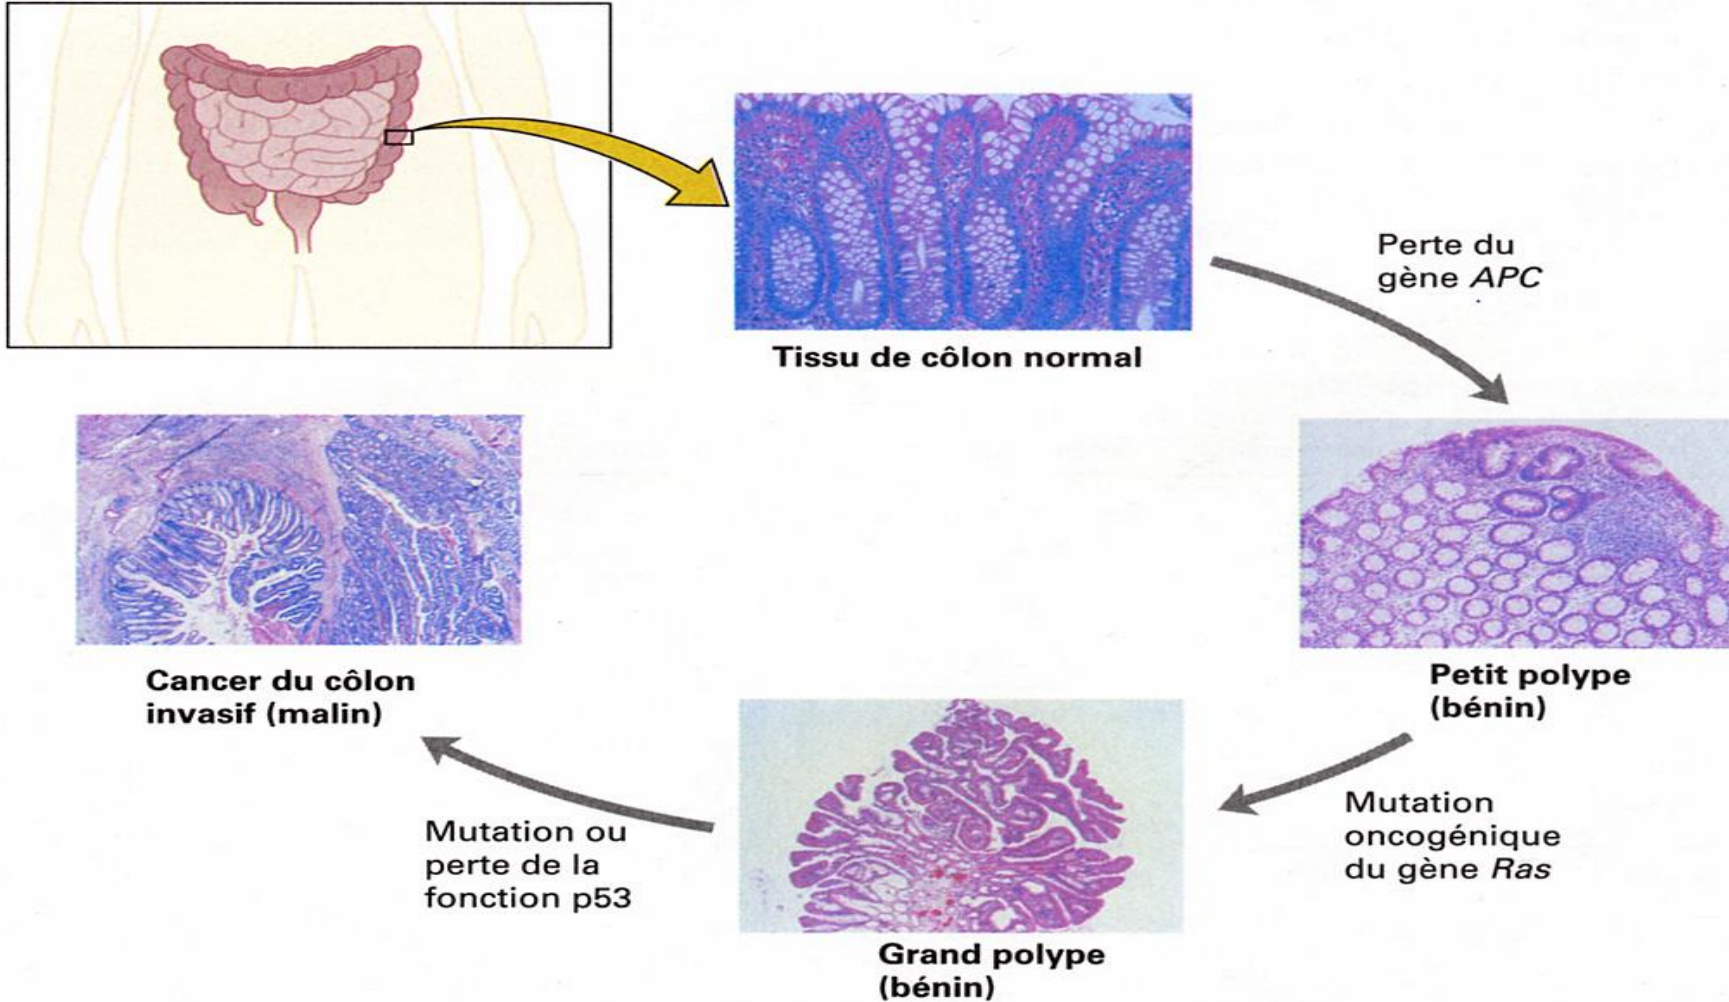 Tissu de côlon normal
Perte du
gène APC
Petit polype
(bénin)
Mutation
oncogénique
du gène Ras
Grand polype
(bénin)
Mutation ou
perte de la
fonction p53
Cancer du côlon
invasif (malin)